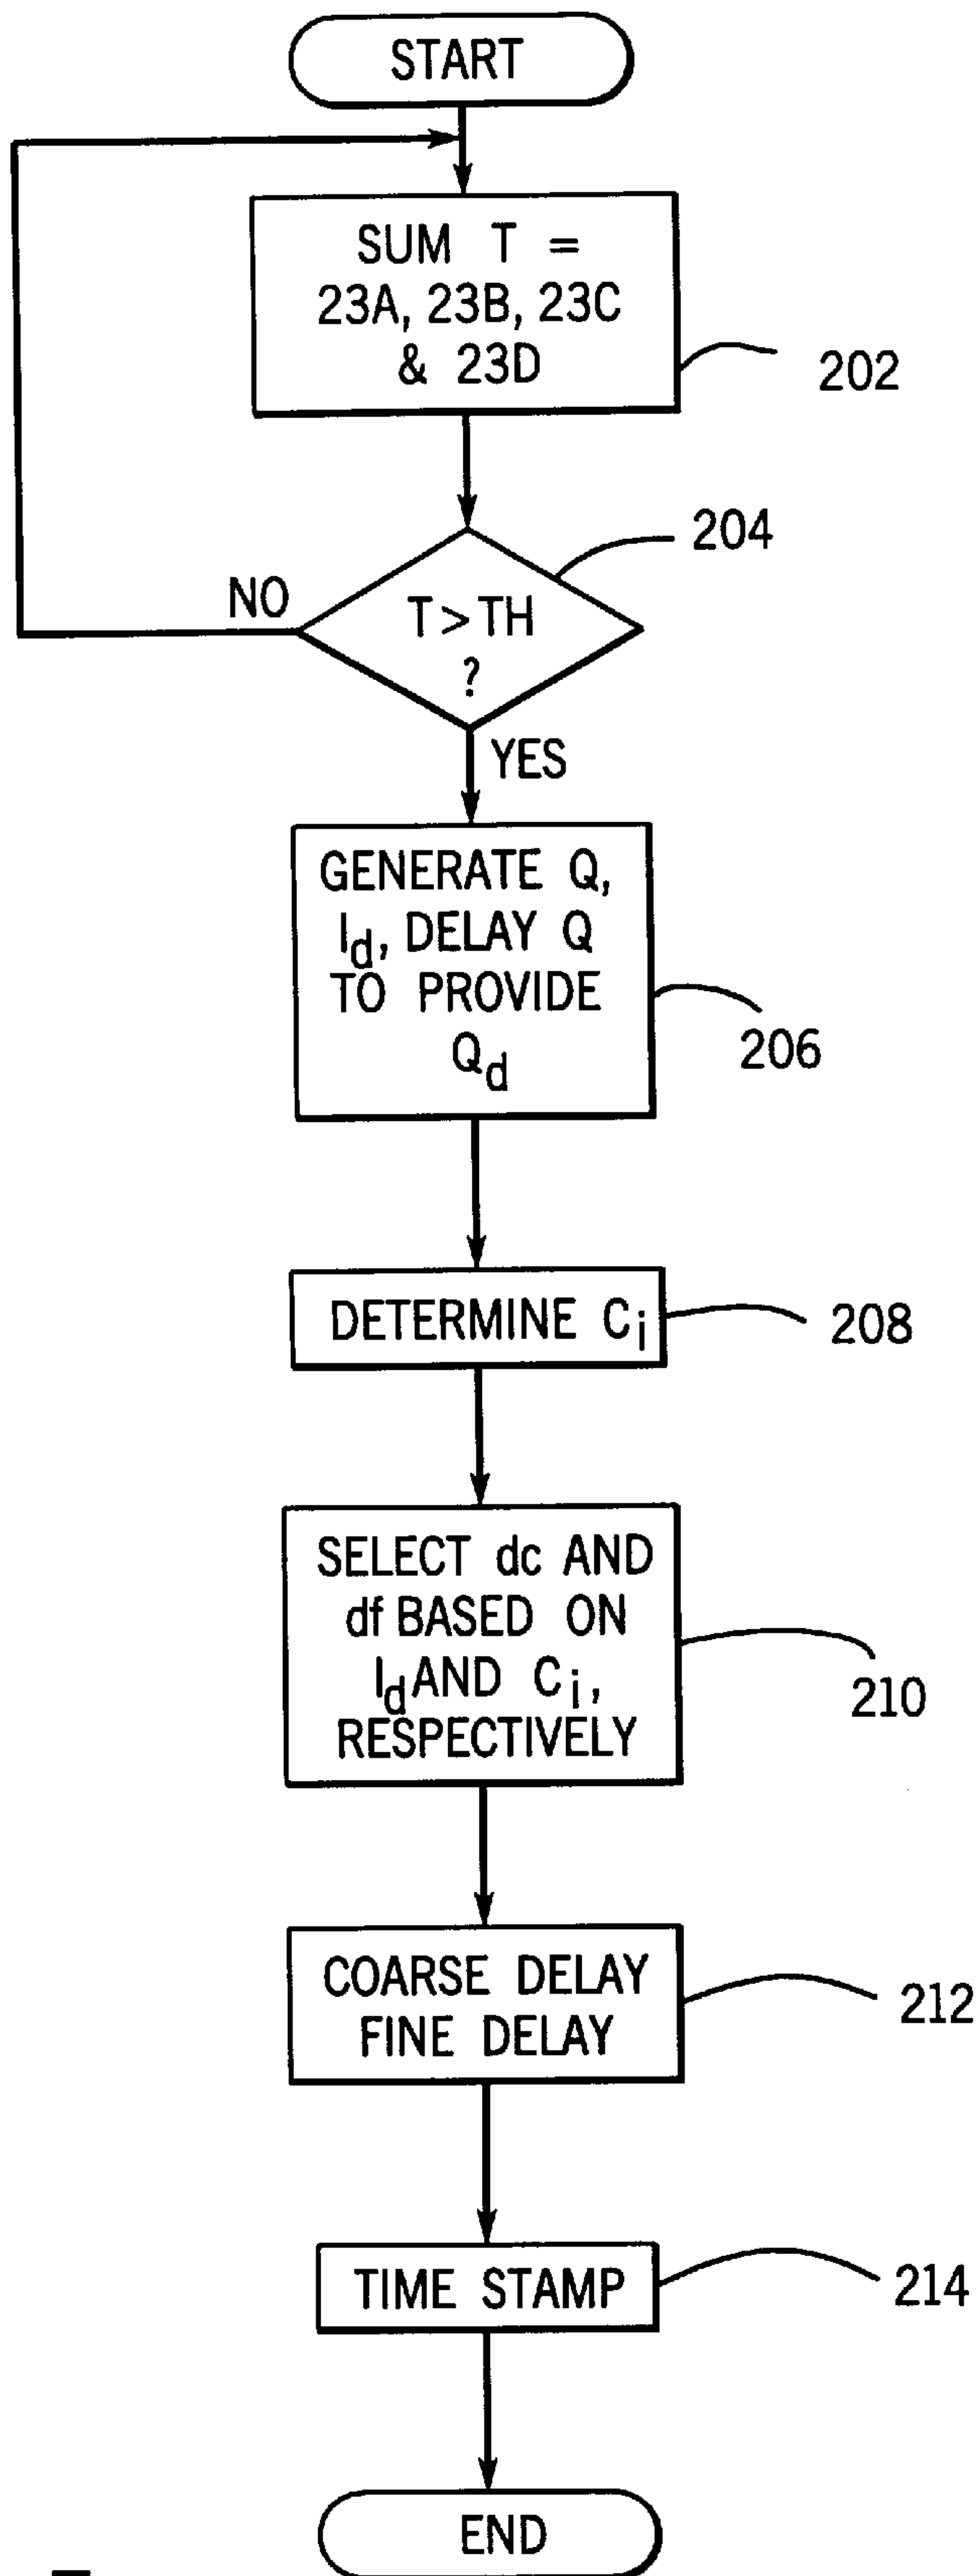 START
SUM T =
23A, 23B, 23C
& 23D
202
204
NO
T > TH
?
YES
GENERATE Q,
Id, DELAY Q
TO PROVIDE
Qd
206
DETERMINE Ci
208
SELECT dc AND
df BASED ON
Id AND Ci,
RESPECTIVELY
210
COARSE DELAY
FINE DELAY
212
TIME STAMP
214
END